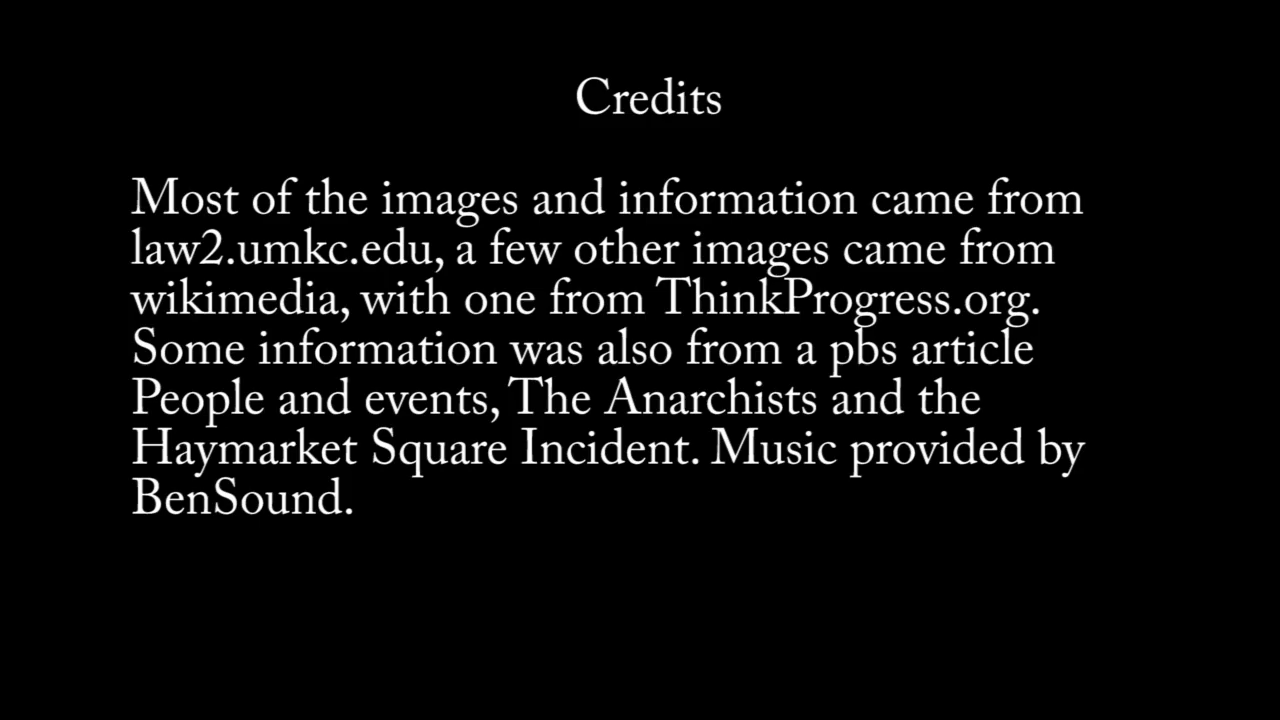 Credits
Most of the images and information came from
law2.umkc.edu, a few other images came from
wikimedia, with one from ThinkProgress.org.
Some information was also from a pbs article
People and events, The Anarchists and the
Haymarket Square Incident. Music provided by
BenSound.